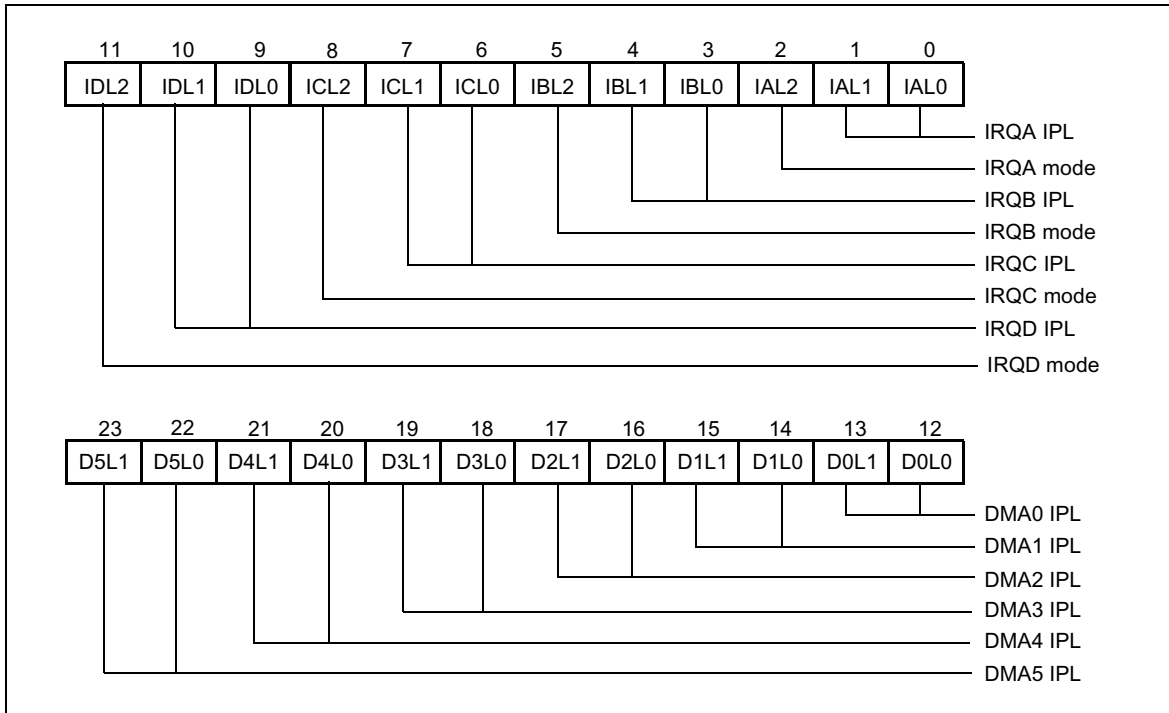 11 10 9 8 7 6 5 4 3 2 1 0
IDL2 IDL1 IDL0 ICL2 ICL1 ICL0 IBL2 IBL1 IBL0 IAL2 IAL1 IAL0
IRQA IPL
IRQA mode
IRQB IPL
IRQB mode
IRQC IPL
IRQC mode
IRQD IPL
IRQD mode
23 22 21 20 19 18 17 16 15 14 13 12
D5L1 D5L0 D4L1 D4L0 D3L1 D3L0 D2L1 D2L0 D1L1 D1L0 D0L1 D0L0
DMA0 IPL
DMA1 IPL
DMA2 IPL
DMA3 IPL
DMA4 IPL
DMA5 IPL